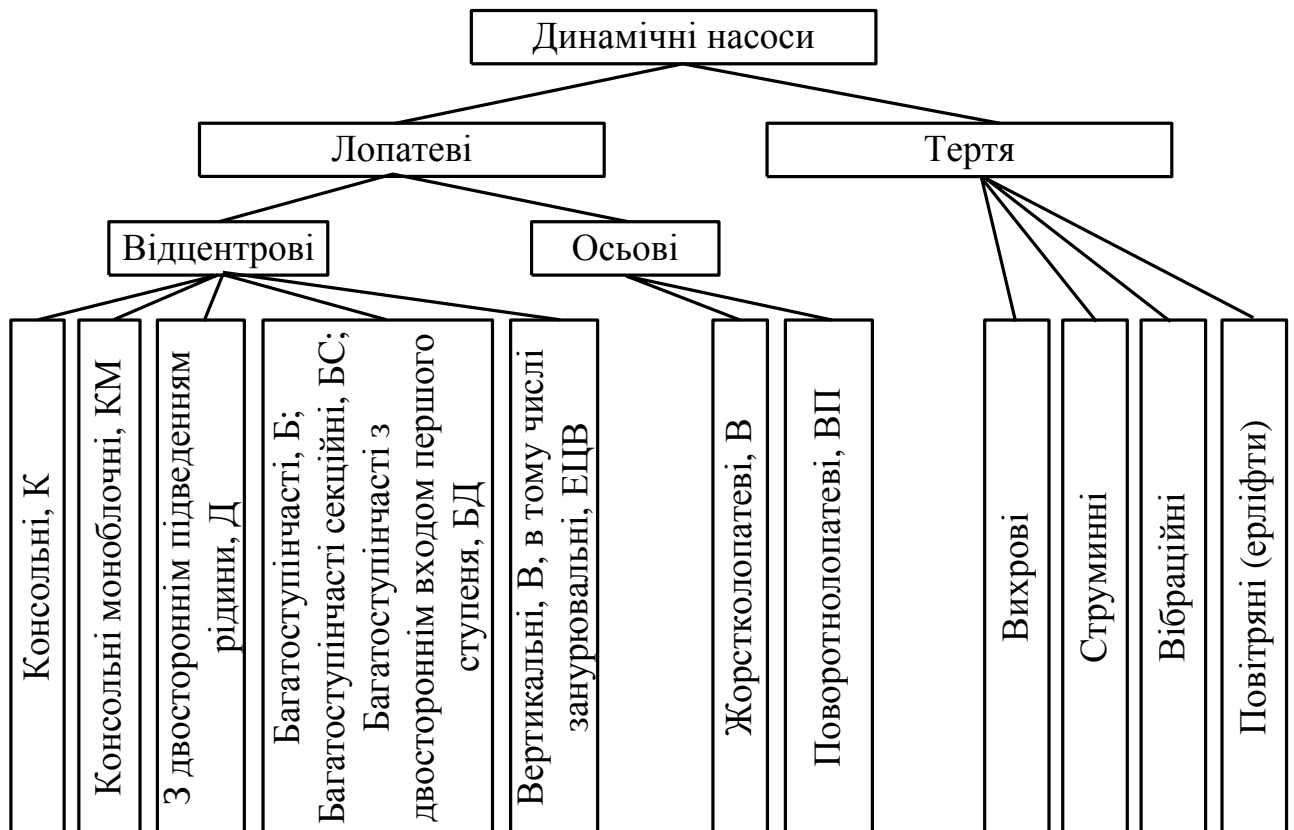 Динамічні насоси
Лопатеві
Тертя
Відцентрові
Осьові
Консольні, К
Консольні моноблочні, КМ
З двостороннім підведенням
рідини, Д
Багатоступінчасті, Б;
Багатоступінчасті секційні, БС;
Багатоступінчасті з
двостороннім входом першого
ступеня, БД
Вертикальні, В, в тому числі
занурювальні, ЕЦВ
Жорстколопатеві, В
Поворотнолопатеві, ВП
Вихрові
Струминні
Вібраційні
Повітряні (ерліфти)